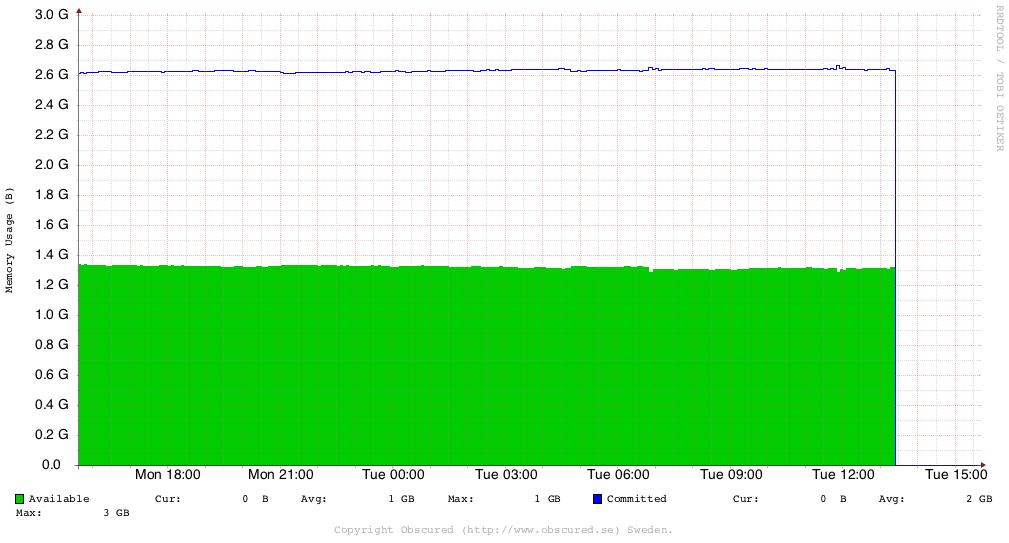 3.0 G
2.8 G
2.6 G
2.4 G
2.2 G
2.0 G
1.8 G
1.6 G
1.4 G
1.2 G
1.0 G
0.8 G
0.6 G
0.4 G
0.2 G
0.0
Memory Usage (B)
RRDTOOL / TOBI OETIKER
Mon 18:00 Mon 21:00 Tue 00:00 Tue 03:00 Tue 06:00 Tue 09:00 Tue 12:00 Tue 15:00
Available Cur: 0 B Avg: 1 GB Max: 1 GB Committed Cur: 0 B Avg: 2 GB
Max: 3 GB
Copyright Obscured (http://www.obscured.se) Sweden.